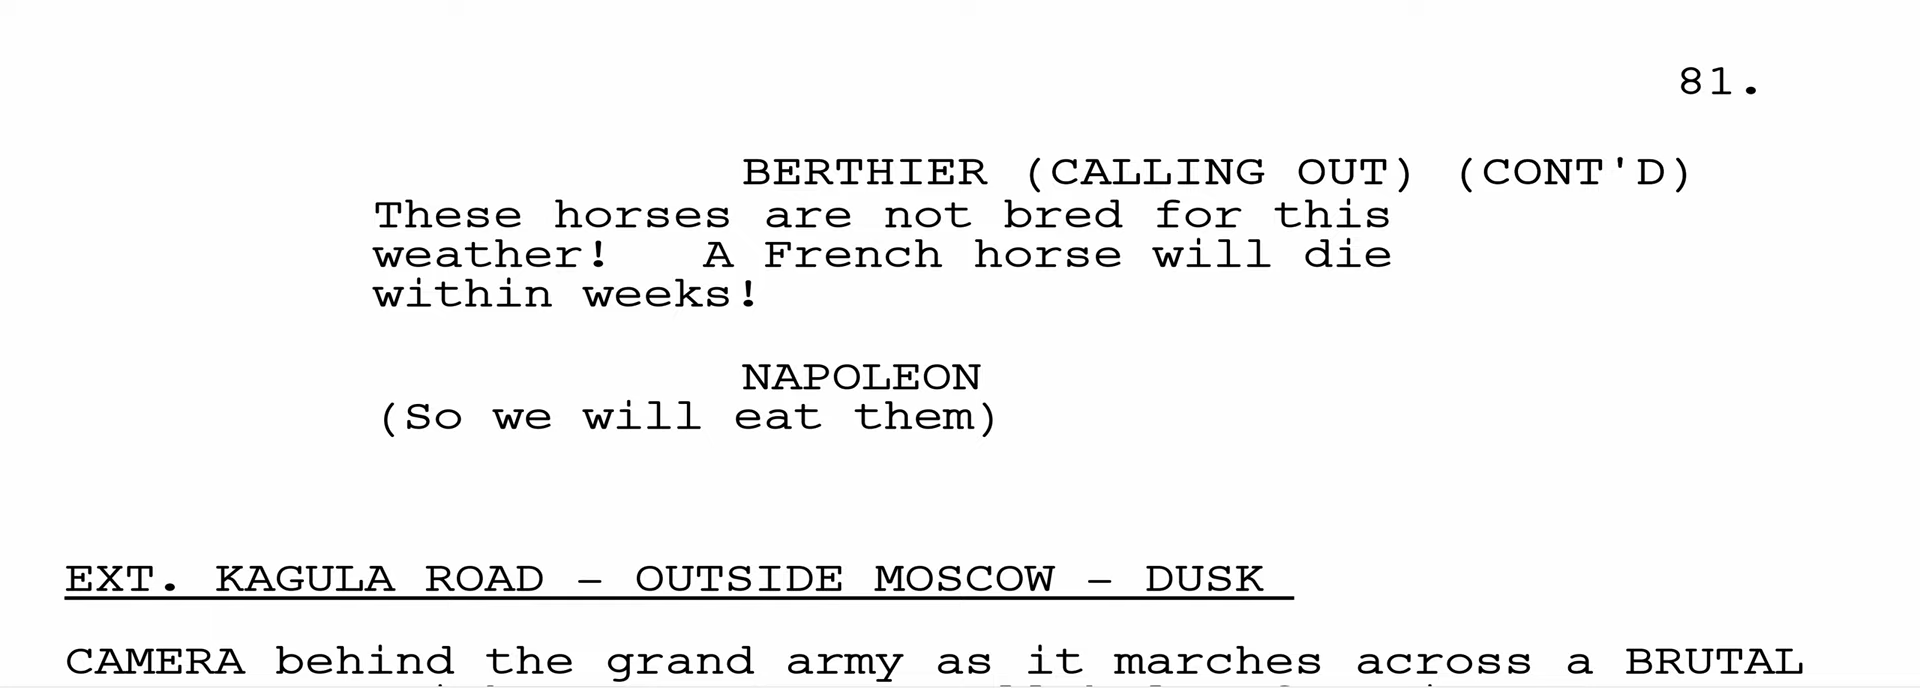 81.
BERTHIER (CALLING OUT) (CONT'D)
These horses are not bred for this
weather! A French horse will die
within weeks!
NAPOLEON
(So we will eat them)
EXT. KAGULA ROAD – OUTSIDE MOSCOW – DUSK
CAMERA behind the grand army as it marches across a BRUTAL